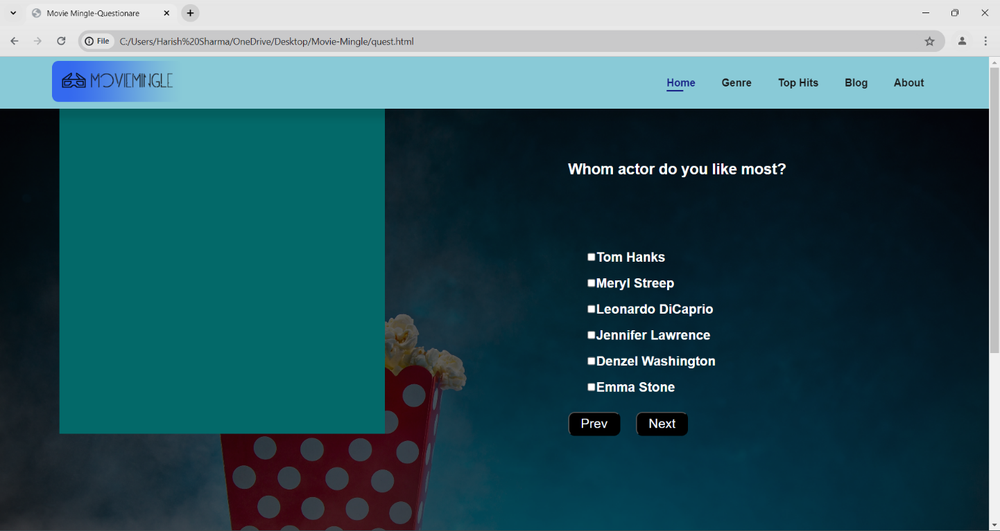 Movie Mingle-Questionare
File C:/Users/Harish%20Sharma/OneDrive/Desktop/Movie-Mingle/quest.html
MOVIEMINGLE
Home Genre Top Hits Blog About
Whom actor do you like most?
Tom Hanks
Meryl Streep
Leonardo DiCaprio
Jennifer Lawrence
Denzel Washington
Emma Stone
Prev Next